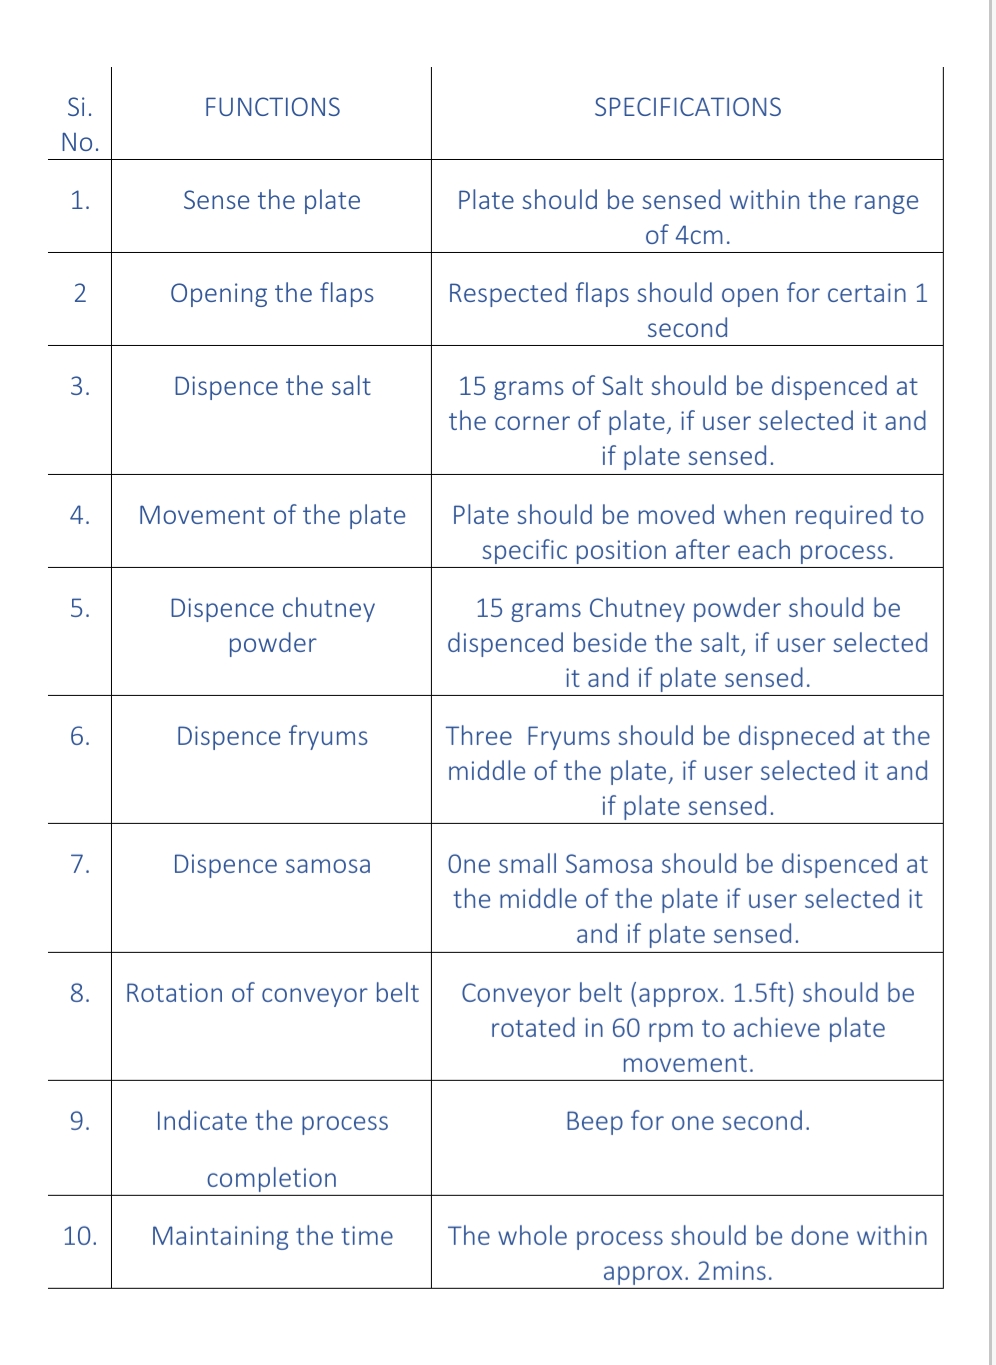 Si. No.	FUNCTIONS	SPECIFICATIONS
1.	Sense the plate	Plate should be sensed within the range
of 4cm.
2	Opening the flaps	Respected flaps should open for certain 1
second
3.	Dispence the salt	15 grams of Salt should be dispenced at
the corner of plate, if user selected it and
if plate sensed.
4.	Movement of the plate	Plate should be moved when required to
specific position after each process.
5.	Dispence chutney powder	15 grams Chutney powder should be
dispenced beside the salt, if user selected
it and if plate sensed.
6.	Dispence fryums	Three  Fryums should be dispneced at the
middle of the plate, if user selected it and
if plate sensed.
7.	Dispence samosa	One small Samosa should be dispenced at
the middle of the plate if user selected it
and if plate sensed.
8.	Rotation of conveyor belt	Conveyor belt (approx. 1.5ft) should be
rotated in 60 rpm to achieve plate
movement.
9.	Indicate the process completion	Beep for one second.
10.	Maintaining the time	The whole process should be done within
approx. 2mins.